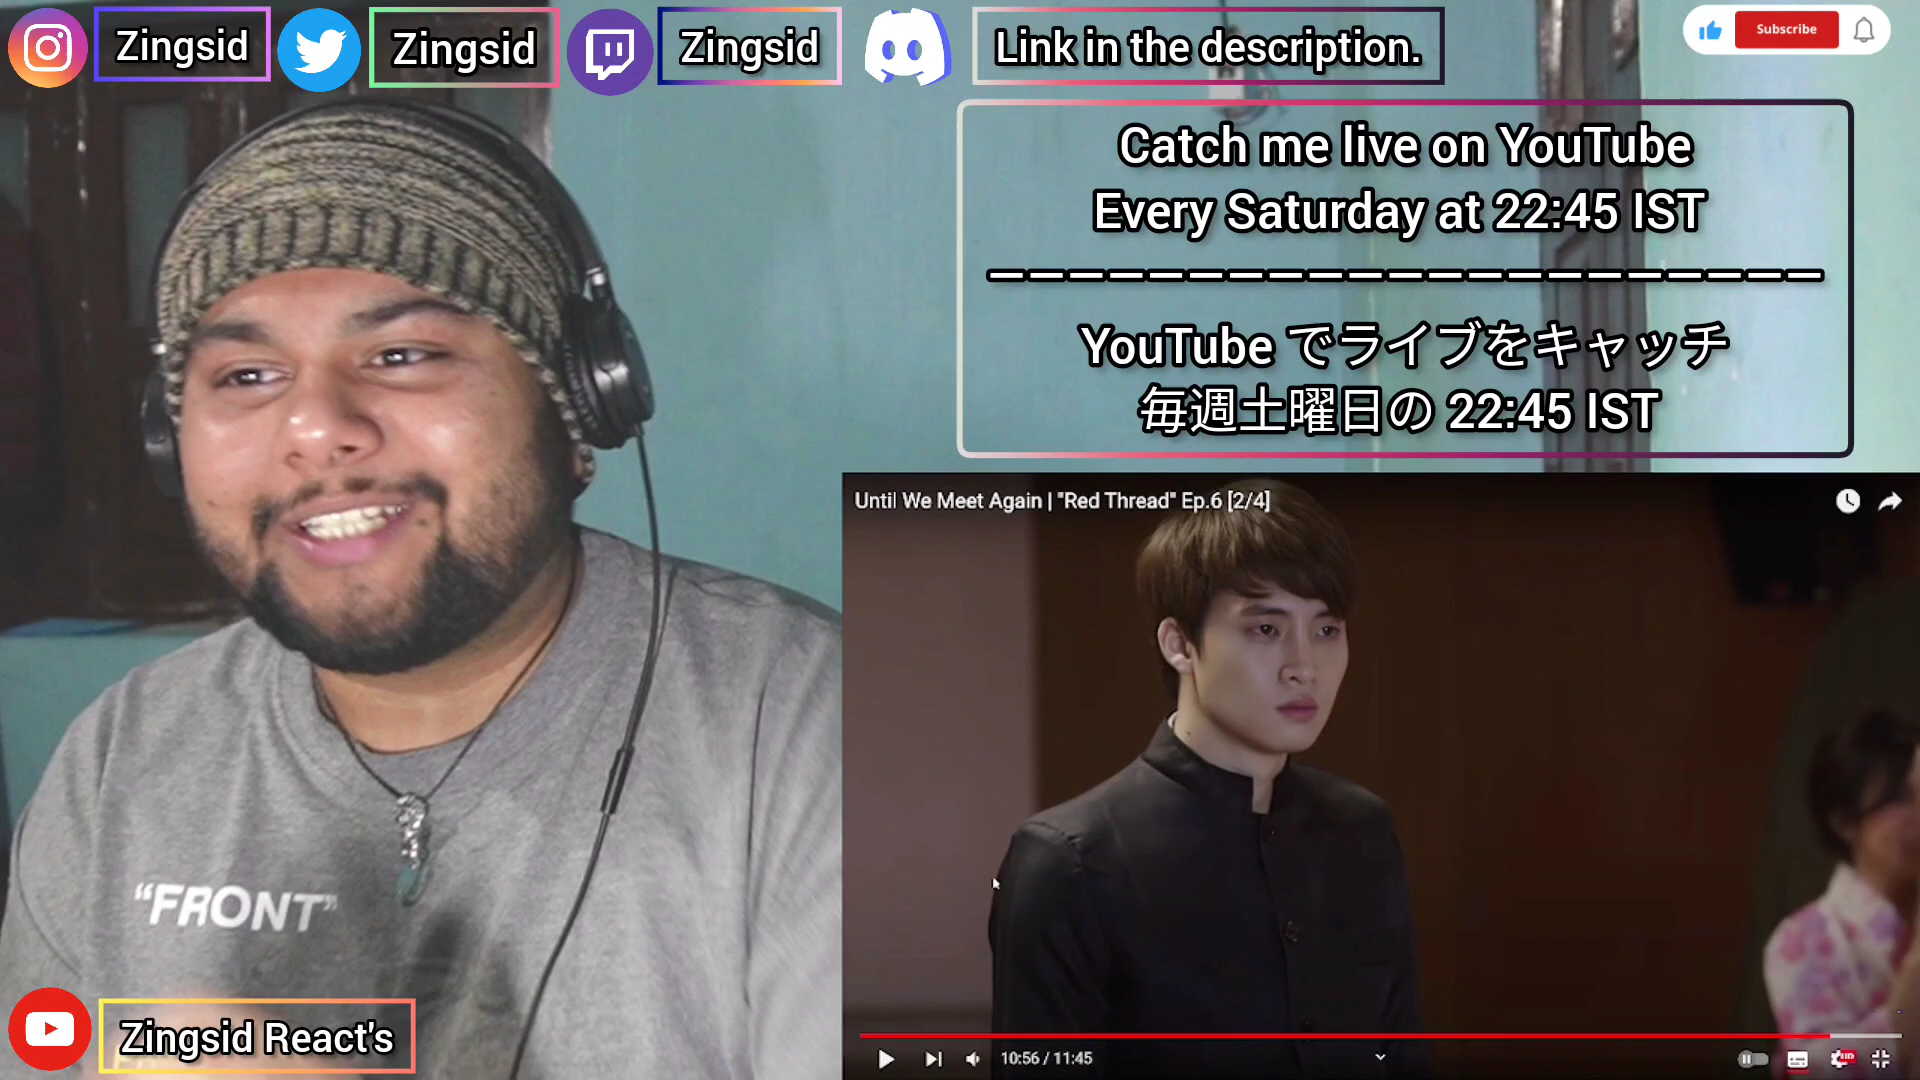 Zingsid
Zingsid
Zingsid
Link in the description.
Subscribe
Catch me live on YouTube
Every Saturday at 22:45 IST
YouTube でライブをキャッチ
毎週土曜日の 22:45 IST
Until We Meet Again | "Red Thread" Ep.6 [2/4]
"FRONT"
Zingsid React's
10:56 / 11:45
HD